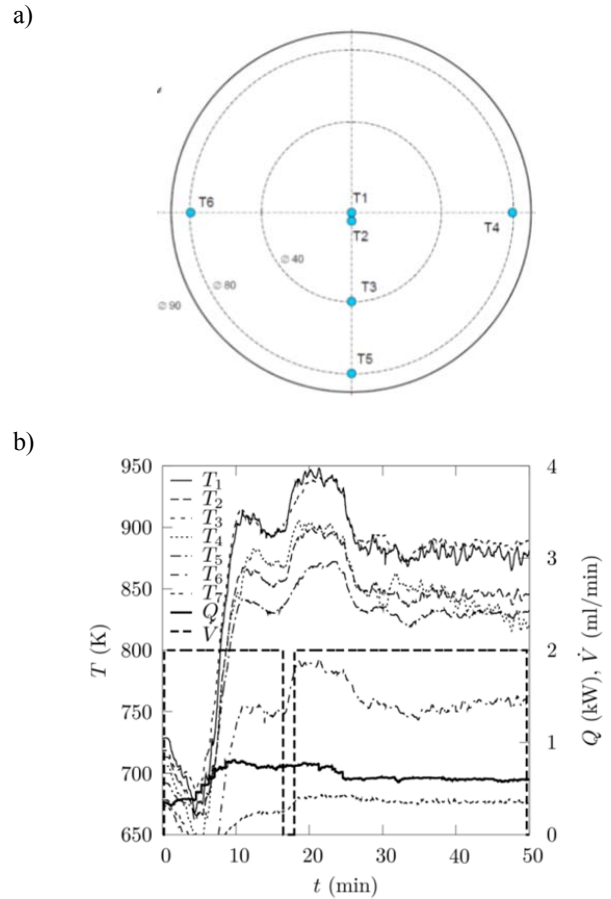 a)
T6
T1
T2
T4
∅ 40
T3
∅ 80
∅ 90
T5
b)
950
900
850
800
750
700
650
T (K)
T₁
T₂
T₃
T₄
T₅
T₆
T₇
Q
V̇
4
3
2
1
0
Q (kW), V̇ (ml/min)
0 10 20 30 40 50
t (min)